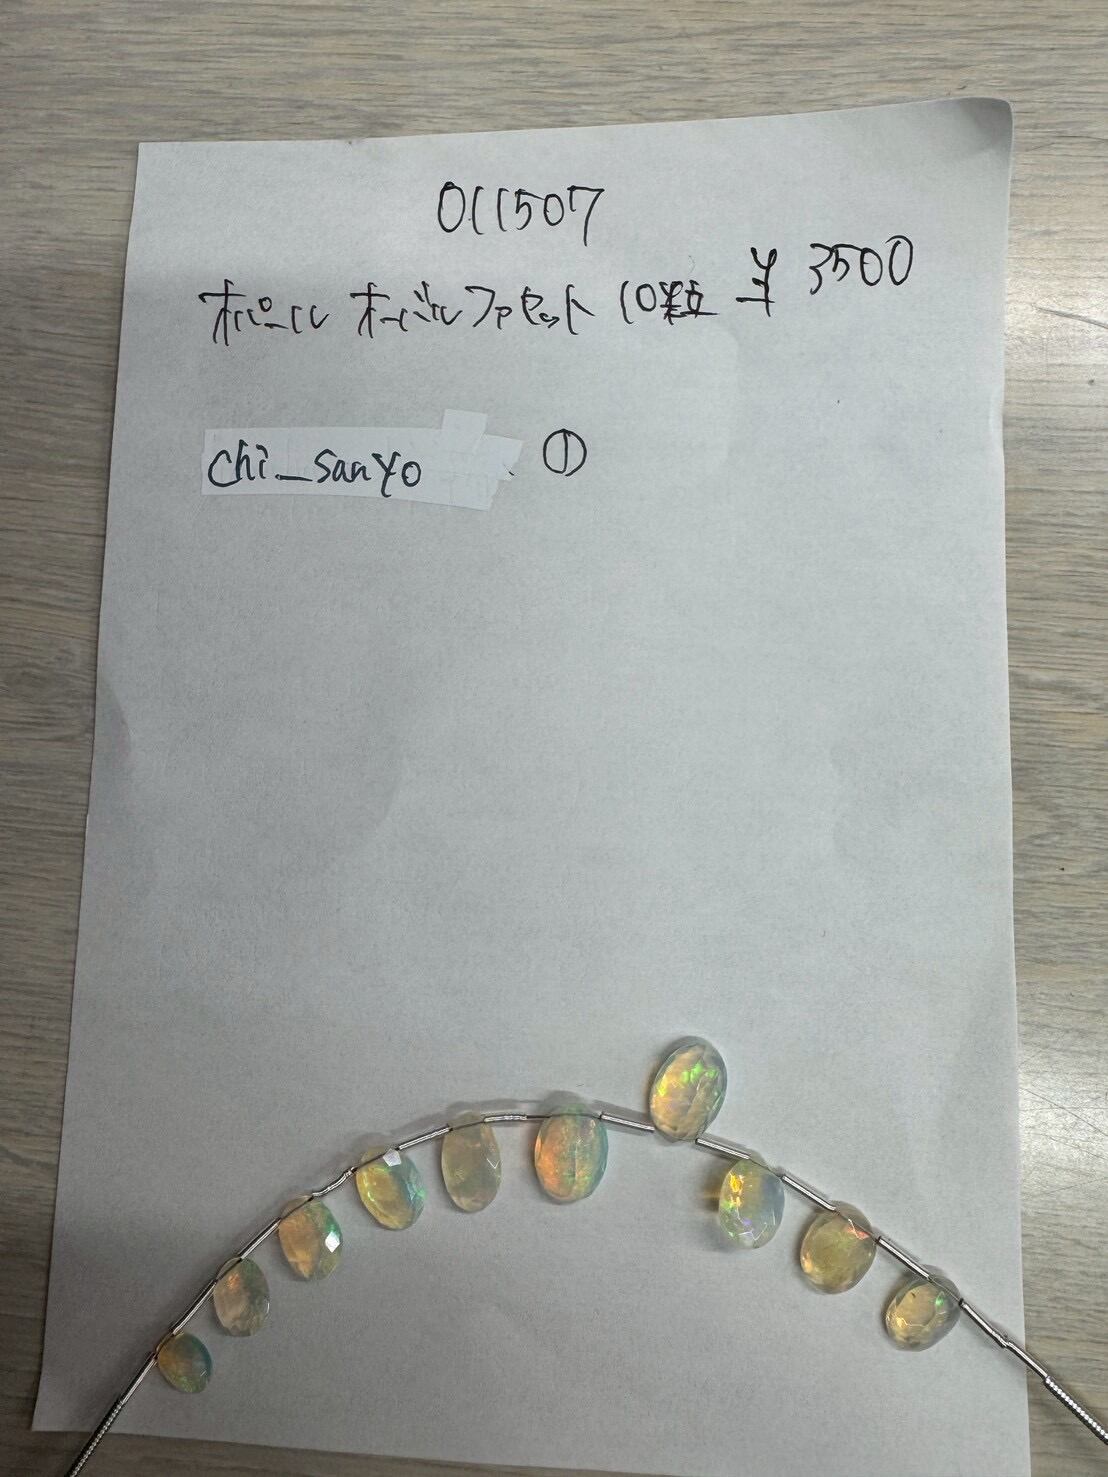 011507
オパール オーバルファセット 10粒 ¥3500
chi_sanyo ①